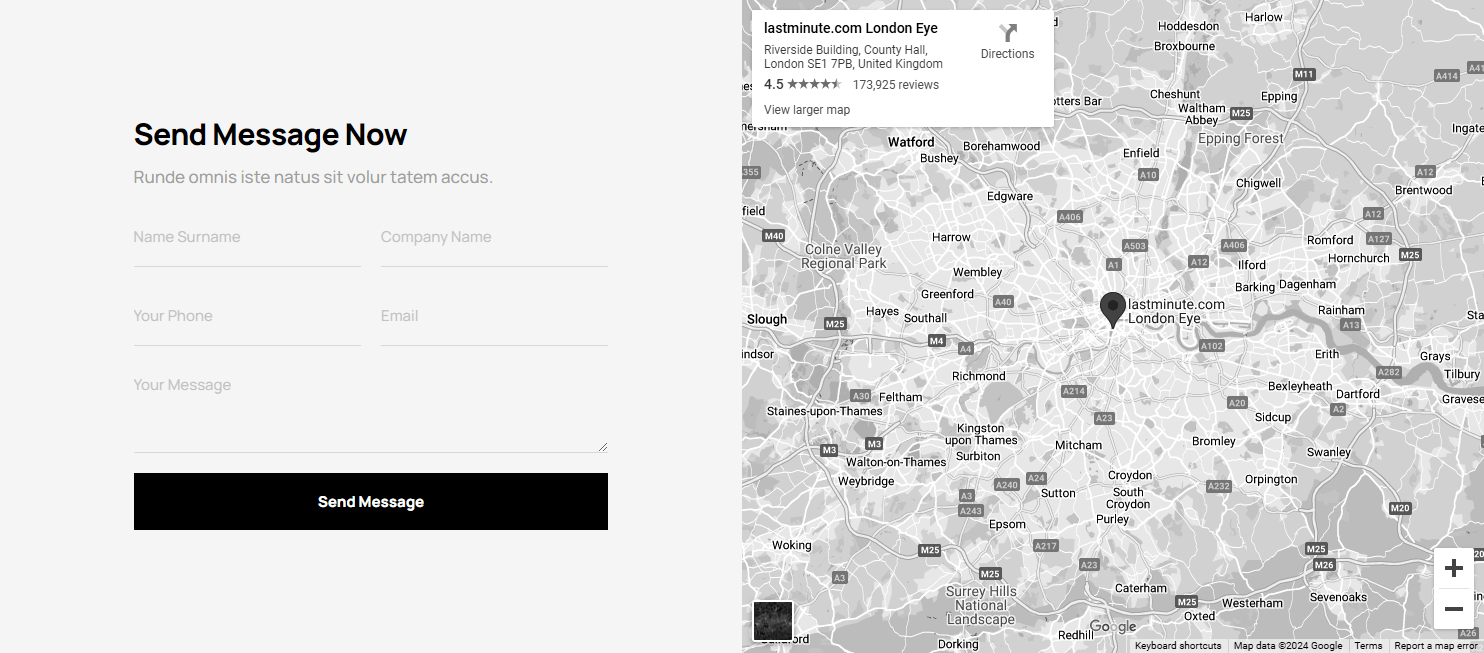 Send Message Now
Runde omnis iste natus sit volur tatem accus.
Name Surname
Company Name
Your Phone
Email
Your Message
Send Message
lastminute.com London Eye
Riverside Building, County Hall,
London SE1 7PB, United Kingdom
4.5
173,925 reviews
View larger map
Directions
Hoddesdon
Harlow
Broxbourne
M11
A414
A41
Cheshunt
Epping
Waltham
Abbey
M25
Epping Forest
Watford
Borehamwood
Bushey
Enfield
A10
355
Chigwell
A12
Brentwood
Edgware
A406
A12
M40
Harrow
A503
A406
Romford
A127
M25
Hornchurch
Colne Valley
Regional Park
Wembley
A1
A12
Ilford
Barking
Dagenham
Greenford
A40
Hayes
Southall
lastminute.com
London Eye
Rainham
A13
Slough
M25
M4
A4
A102
Erith
Grays
Richmond
A282
Tilbury
A214
Bexleyheath
Dartford
A30
Feltham
Staines-upon-Thames
A23
A20
A2
Sidcup
Kingston
upon Thames
Surbiton
Mitcham
Bromley
Swanley
M3
M3
Walton-on-Thames
Weybridge
A3
A240
A24
A243
Sutton
Croydon
South
Croydon
A232
Orpington
Purley
M20
Epsom
Woking
M25
A217
M25
M26
A3
M25
A23
Surrey Hills
National
Landscape
Caterham
M25
Westerham
Sevenoaks
Oxted
Redhill
Dorking
A26
Google
Keyboard shortcuts
Map data ©2024 Google
Terms
Report a map error